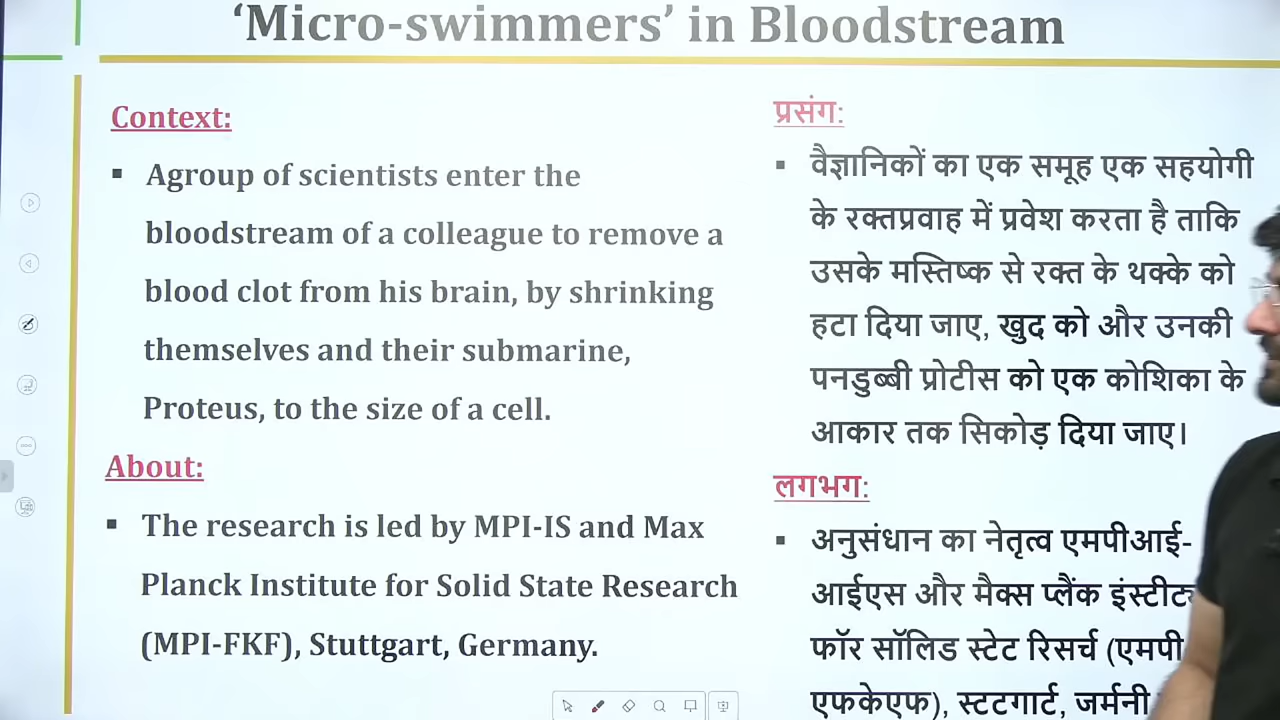 ‘Micro-swimmers’ in Bloodstream
Context:
▪ Agroup of scientists enter the
bloodstream of a colleague to remove a
blood clot from his brain, by shrinking
themselves and their submarine,
Proteus, to the size of a cell.
About:
▪ The research is led by MPI-IS and Max
Planck Institute for Solid State Research
(MPI-FKF), Stuttgart, Germany.
प्रसंग:
▪ वैज्ञानिकों का एक समूह एक सहयोगी
के रक्तप्रवाह में प्रवेश करता है ताकि
उसके मस्तिष्क से रक्त के थक्के को
हटा दिया जाए, खुद को और उनकी
पनडुब्बी प्रोटीस को एक कोशिका के
आकार तक सिकोड़ दिया जाए।
लगभग:
▪ अनुसंधान का नेतृत्व एमपीआई-
आईएस और मैक्स प्लैंक
फॉर सॉलिड स्टेट रिसर्च (एमपी
एफकेएफ), स्टटगार्ट, जर्मनी